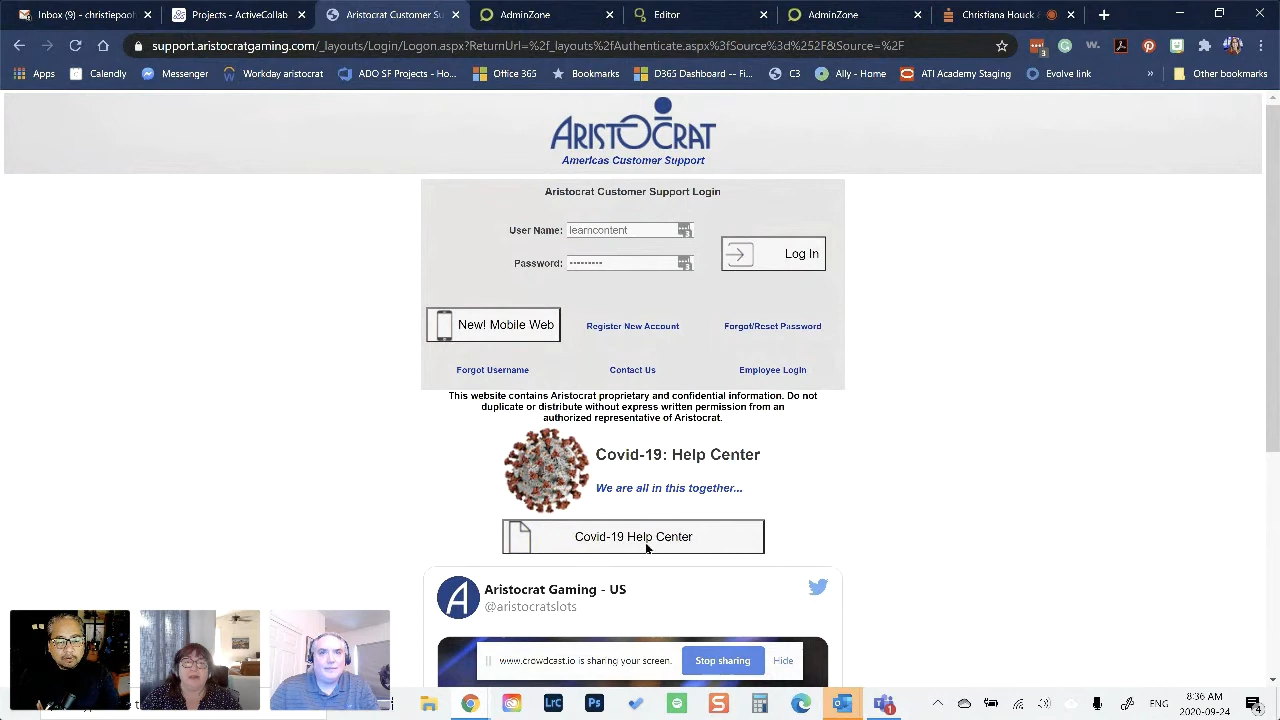 Inbox (90) - christiepool
Projects - ArtiveCollab
Aristocrat Customer Su
AdminZone
Editor
AdminZone
Christiana Houck /
support.aristocratgaming.com/_layouts/Login/Logon.aspx?ReturnUrl=%2f_layouts%2fAuthenticate.aspx%3fSource%3d%252F&Source=%2F
Apps
Calendly
Messenger
Workday aristocrat
ADO SF Projects - Ho...
Office 365
Bookmarks
D365 Dashboard -- Fi...
C3
Ally - Home
HR Academy Staging
Evolve link
»
Other bookmarks
ARISTOCRAT
Americas Customer Support
Aristocrat Customer Support Login
User Name: learncontent
Password: ·········
Log In
New! Mobile Web
Register New Account
Forgot/Reset Password
Forgot Username
Contact Us
Employee Login
This website contains Aristocrat proprietary and confidential information. Do not
duplicate or distribute without express written permission from an
authorized representative of Aristocrat.
Covid-19: Help Center
We are all in this together...
Covid-19 Help Center
Aristocrat Gaming - US
@aristocratslots
www.crowdcast.io is sharing your screen.
Stop sharing
Hide
LrC
Ps
8:36 AM
2020-09-24